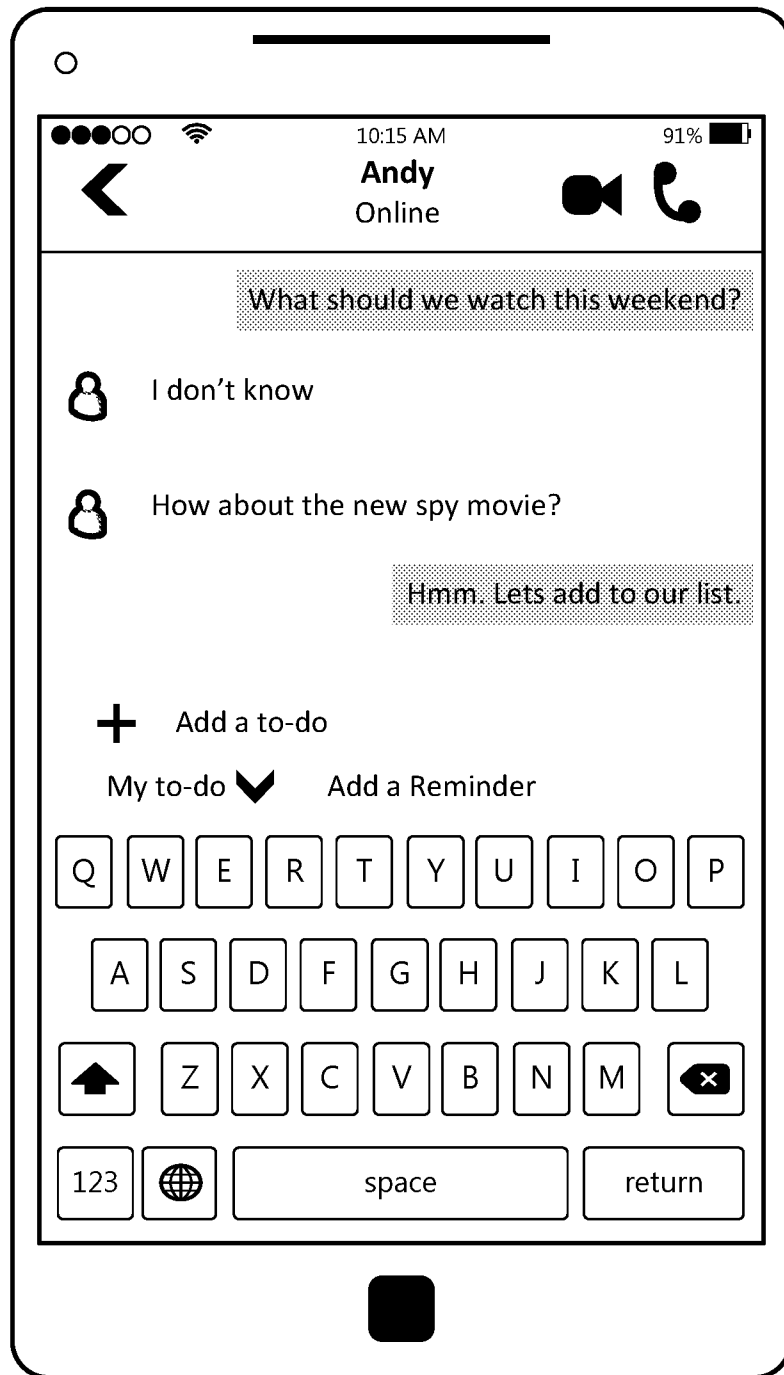 10:15 AM
91%
Andy
Online
What should we watch this weekend?
I don't know
How about the new spy movie?
Hmm. Lets add to our list.
Add a to-do
My to-do Add a Reminder
Q W E R T Y U I O P
A S D F G H J K L
Z X C V B N M
123 space return